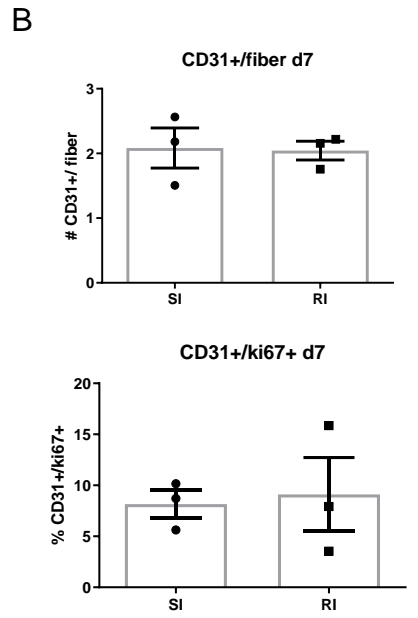 B
CD31+/fiber d7
# CD31+/ fiber
3
2
1
0
SI
RI
CD31+/ki67+ d7
% CD31+/ki67+
20
15
10
5
0
SI
RI